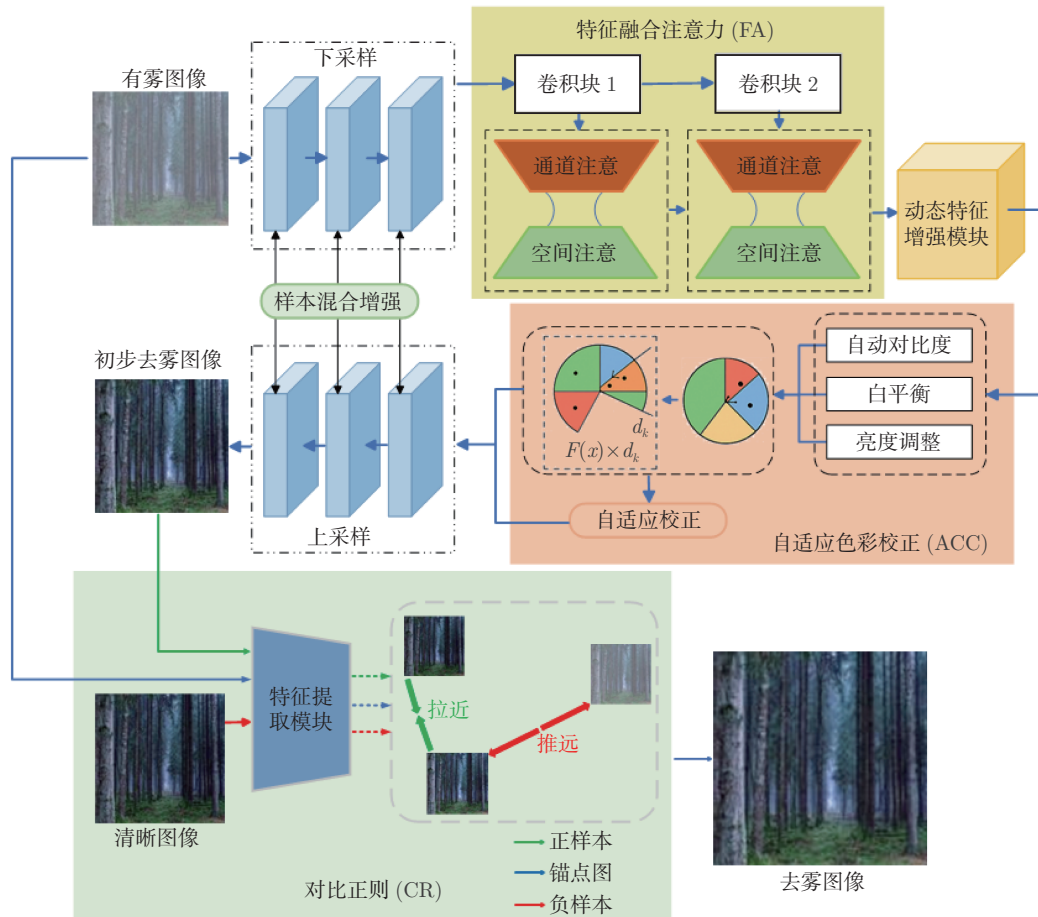 特征融合注意力 (FA)
下采样
有雾图像
卷积块 1
卷积块 2
通道注意
通道注意
空间注意
空间注意
动态特征
增强模块
样本混合增强
初步去雾图像
自动对比度
白平衡
亮度调整
d_k
F(x)×d_k
自适应校正
上采样
自适应色彩校正 (ACC)
特征提
取模块
拉近
推远
清晰图像
正样本
锚点图
负样本
对比正则 (CR)
去雾图像